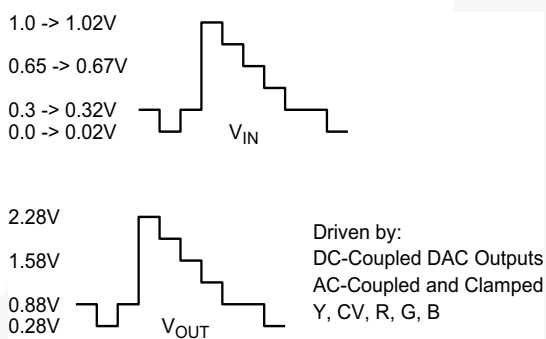 1.0 -> 1.02V
0.65 -> 0.67V
0.3 -> 0.32V
0.0 -> 0.02V
VIN
2.28V
1.58V
0.88V
0.28V
VOUT
Driven by:
DC-Coupled DAC Outputs
AC-Coupled and Clamped
Y, CV, R, G, B